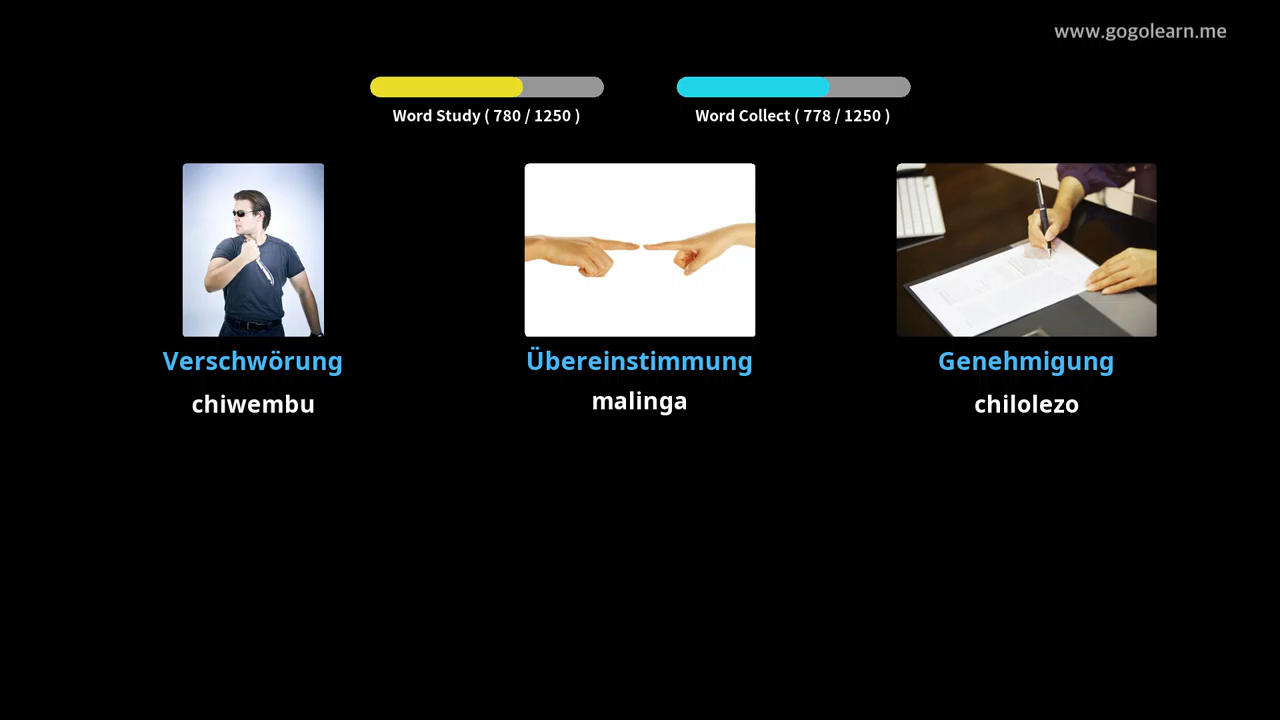 www.gogolearn.me
Word Study ( 780 / 1250 )
Word Collect ( 778 / 1250 )
Verschwörung
Übereinstimmung
Genehmigung
chiwembu
malinga
chilolezo